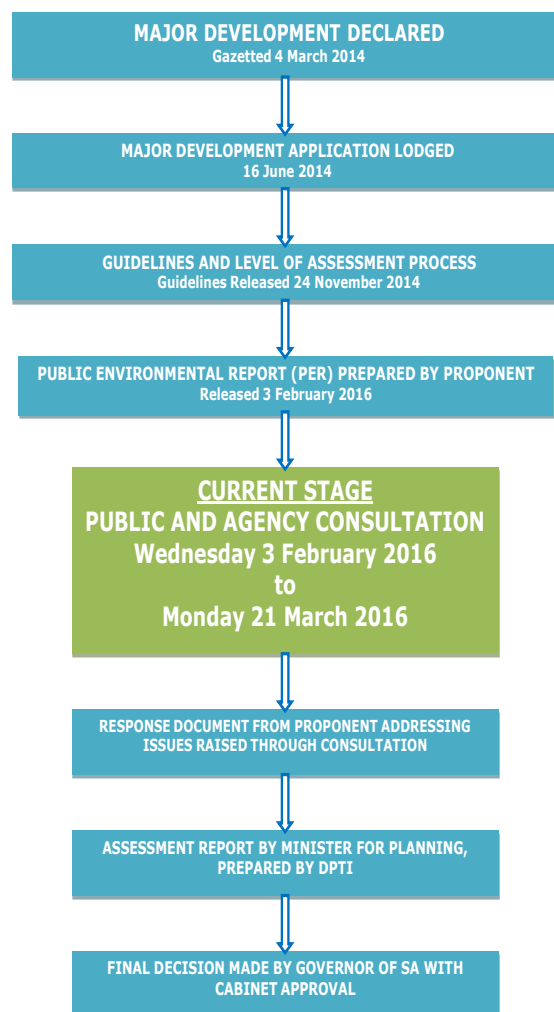 MAJOR DEVELOPMENT DECLARED
Gazetted 4 March 2014
MAJOR DEVELOPMENT APPLICATION LODGED
16 June 2014
GUIDELINES AND LEVEL OF ASSESSMENT PROCESS
Guidelines Released 24 November 2014
PUBLIC ENVIRONMENTAL REPORT (PER) PREPARED BY PROPONENT
Released 3 February 2016
CURRENT STAGE
PUBLIC AND AGENCY CONSULTATION
Wednesday 3 February 2016
to
Monday 21 March 2016
RESPONSE DOCUMENT FROM PROPONENT ADDRESSING
ISSUES RAISED THROUGH CONSULTATION
ASSESSMENT REPORT BY MINISTER FOR PLANNING,
PREPARED BY DPTI
FINAL DECISION MADE BY GOVERNOR OF SA WITH
CABINET APPROVAL